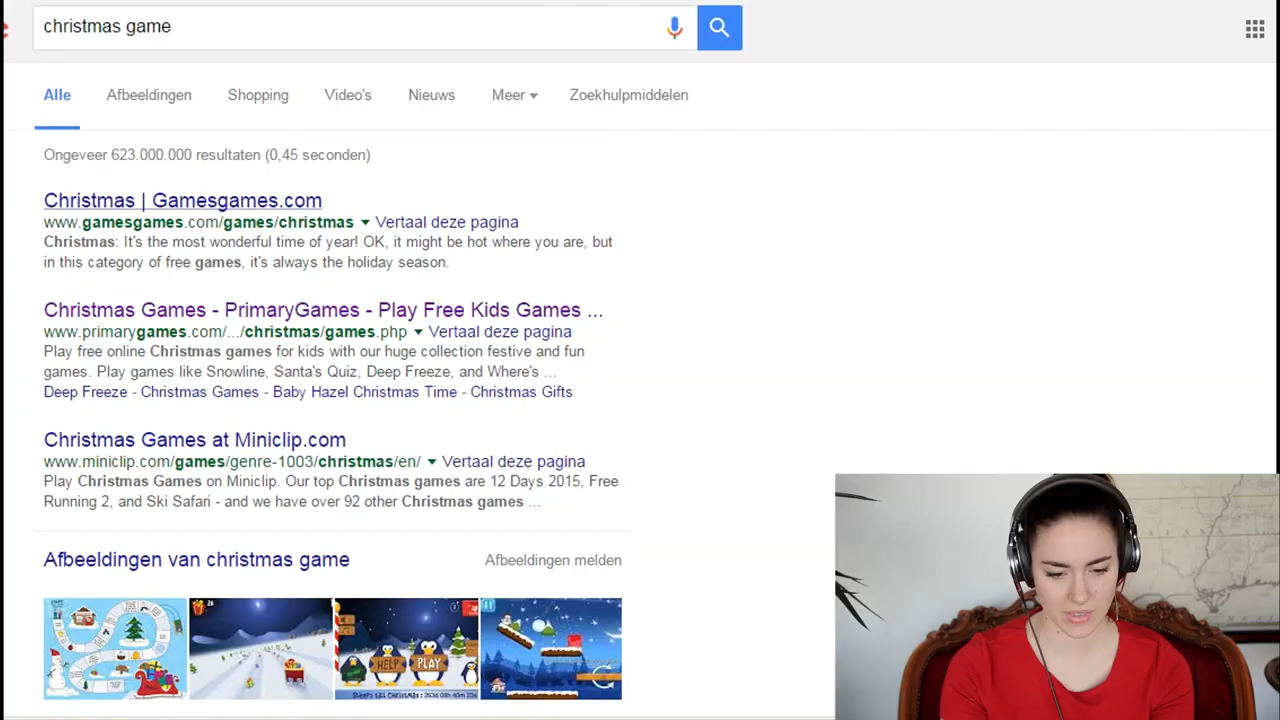 christmas game
Alle Afbeeldingen Shopping Video's Nieuws Meer Zoekhulpmiddelen
Ongeveer 623.000.000 resultaten (0,45 seconden)
Christmas | Gamesgames.com
www.gamesgames.com/games/christmas Vertaal deze pagina
Christmas: It's the most wonderful time of year! OK, it might be hot where you are, but
in this category of free games, it's always the holiday season.
Christmas Games - PrimaryGames - Play Free Kids Games ...
www.primarygames.com/.../christmas/games.php Vertaal deze pagina
Play free online Christmas games for kids with our huge collection festive and fun
games. Play games like Snowline, Santa's Quiz, Deep Freeze, and Where's ...
Deep Freeze - Christmas Games - Baby Hazel Christmas Time - Christmas Gifts
Christmas Games at Miniclip.com
www.miniclip.com/games/genre-1003/christmas/en/ Vertaal deze pagina
Play Christmas Games on Miniclip. Our top Christmas games are 12 Days 2015, Free
Running 2, and Ski Safari - and we have over 92 other Christmas games ...
Afbeeldingen van christmas game Afbeeldingen melden
HELP PLAY